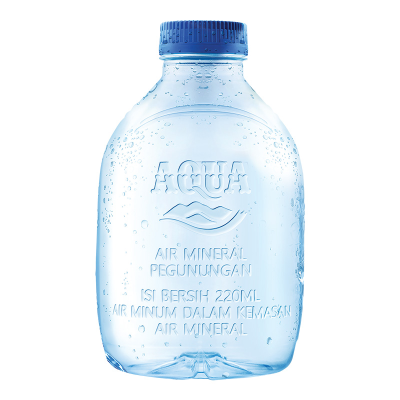 AQUA
AIR MINERAL
PEGUNUNGAN
ISI BERSIH 220ML
AIR MINUM DALAM KEMASAN
AIR MINERAL